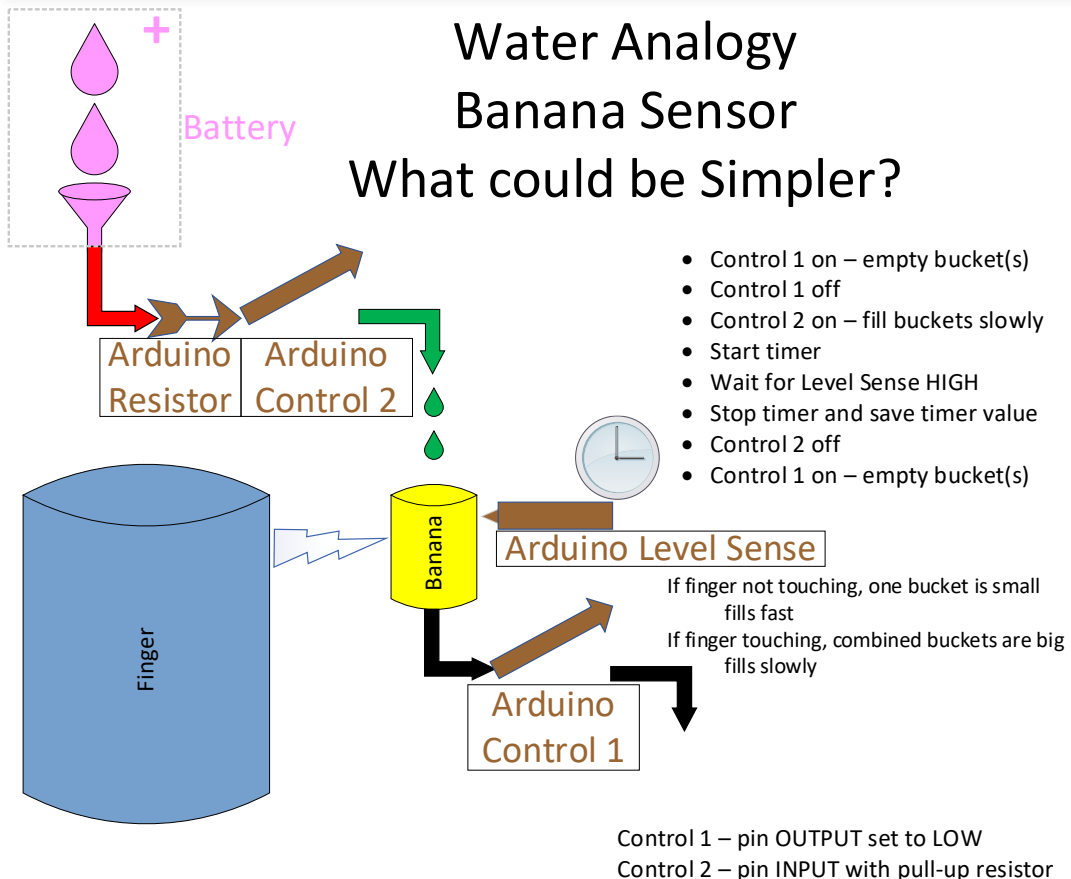 Water Analogy
Banana Sensor
What could be Simpler?
+
Battery
• Control 1 on – empty bucket(s)
• Control 1 off
• Control 2 on – fill buckets slowly
• Start timer
• Wait for Level Sense HIGH
• Stop timer and save timer value
• Control 2 off
• Control 1 on – empty bucket(s)
Arduino
Resistor
Arduino
Control 2
Banana
Arduino Level Sense
If finger not touching, one bucket is small
fills fast
If finger touching, combined buckets are big
fills slowly
Finger
Arduino
Control 1
Control 1 – pin OUTPUT set to LOW
Control 2 – pin INPUT with pull-up resistor